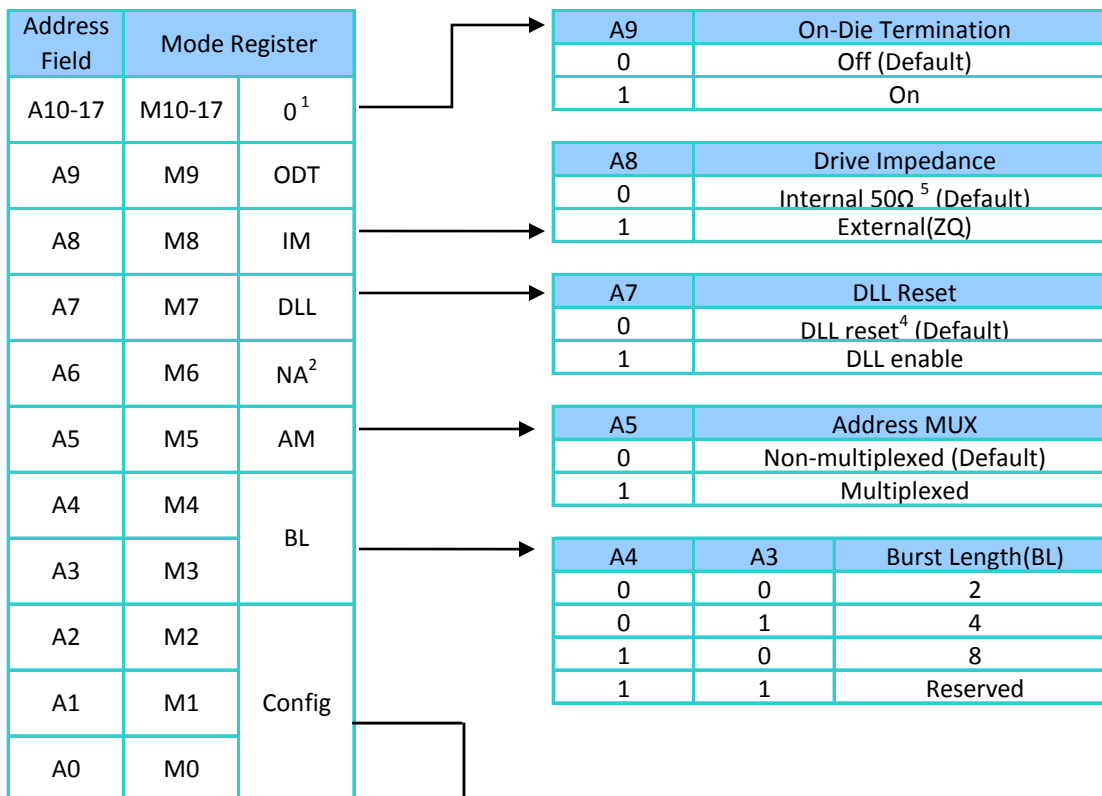 Address Field Mode Register
A10-17 M10-17 0¹
A9 M9 ODT
A8 M8 IM
A7 M7 DLL
A6 M6 NA²
A5 M5 AM
A4 M4 BL
A3 M3
A2 M2 Config
A1 M1
A0 M0
A9 On-Die Termination
0 Off (Default)
1 On
A8 Drive Impedance
0 Internal 50Ω ⁵ (Default)
1 External(ZQ)
A7 DLL Reset
0 DLL reset⁴ (Default)
1 DLL enable
A5 Address MUX
0 Non-multiplexed (Default)
1 Multiplexed
A4 A3 Burst Length(BL)
0 0 2
0 1 4
1 0 8
1 1 Reserved